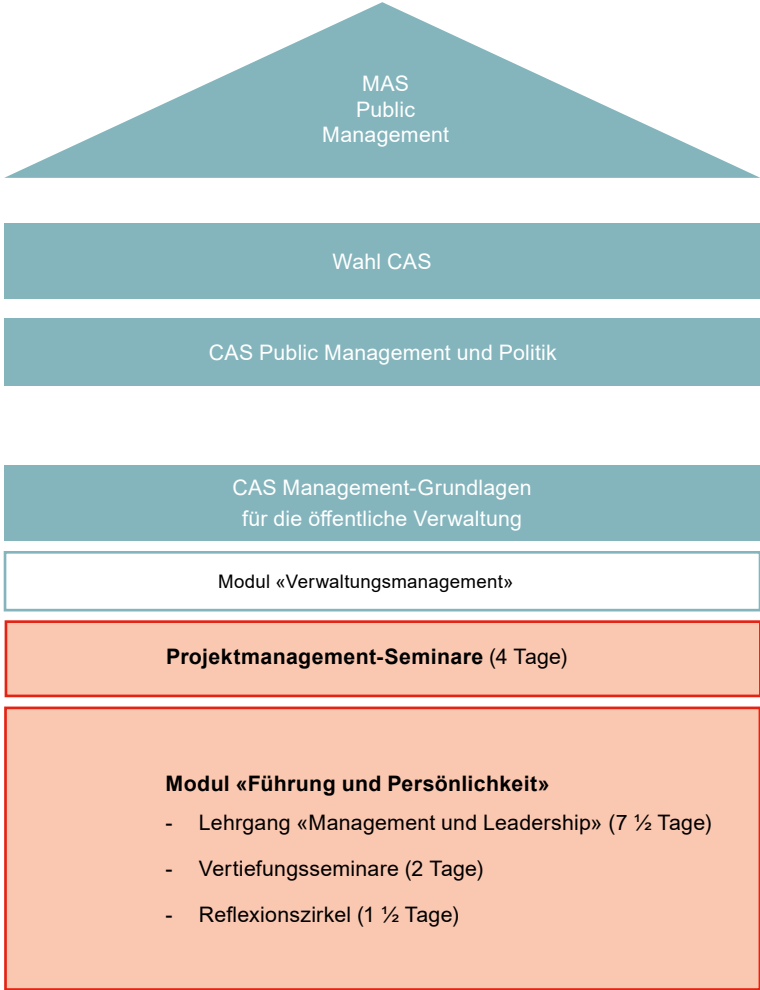 MAS
Public
Management
Wahl CAS
CAS Public Management und Politik
CAS Management-Grundlagen
für die öffentliche Verwaltung
Modul «Verwaltungsmanagement»
Projektmanagement-Seminare (4 Tage)
Modul «Führung und Persönlichkeit»
- Lehrgang «Management und Leadership» (7 ½ Tage)
- Vertiefungsseminare (2 Tage)
- Reflexionszirkel (1 ½ Tage)